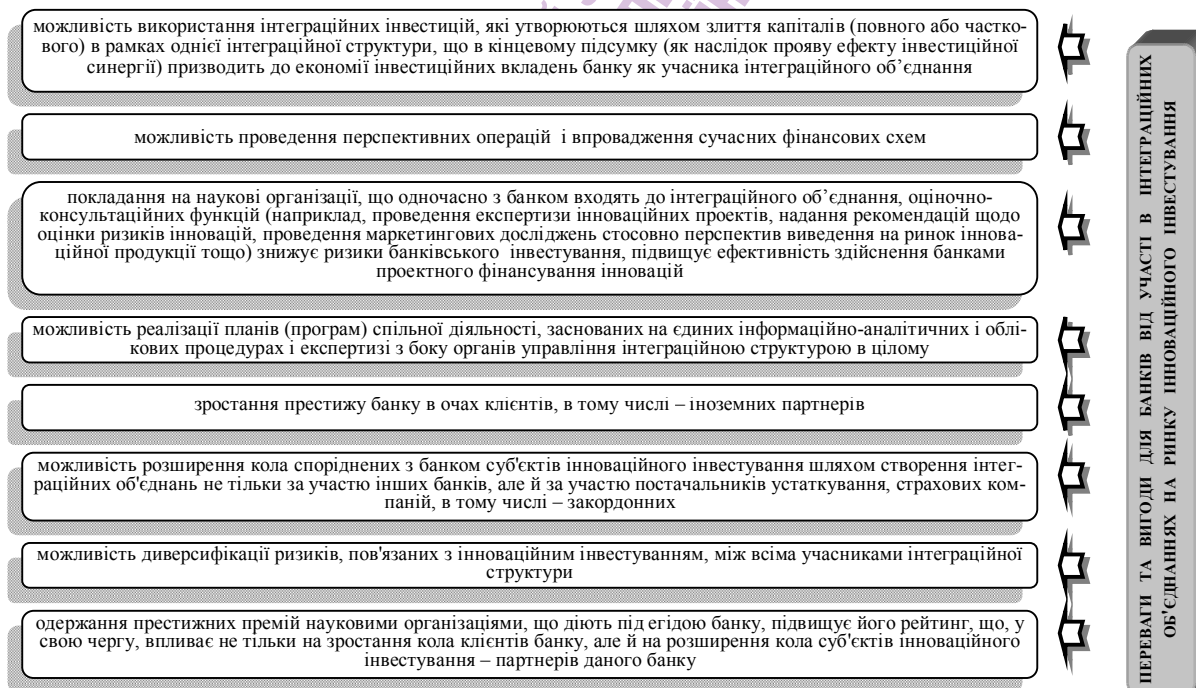 можливість використання інтеграційних інвестицій, які утворюються шляхом злиття капіталів (повного або частко-
вого) в рамках однієї інтеграційної структури, що в кінцевому підсумку (як наслідок прояву ефекту інвестиційної
синергії) призводить до економії інвестиційних вкладень банку як учасника інтеграційного об’єднання
можливість проведення перспективних операцій і впровадження сучасних фінансових схем
покладання на наукові організації, що одночасно з банком входять до інтеграційного об’єднання, оціночно-
консультаційних функцій (наприклад, проведення експертизи інноваційних проектів, надання рекомендацій щодо
оцінки ризиків інновацій, проведення маркетингових досліджень стосовно перспектив виведення на ринок іннова-
ційної продукції тощо) знижує ризики банківського інвестування, підвищує ефективність здійснення банками
проектного фінансування інновацій
можливість реалізації планів (програм) спільної діяльності, заснованих на єдиних інформаційно-аналітичних і облі-
кових процедурах і експертизі з боку органів управління інтеграційною структурою в цілому
зростання престижу банку в очах клієнтів, в тому числі – іноземних партнерів
можливість розширення кола споріднених з банком суб'єктів інноваційного інвестування шляхом створення інтег-
раційних об'єднань не тільки за участю інших банків, але й за участю постачальників устаткування, страхових ком-
паній, в тому числі – закордонних
можливість диверсифікації ризиків, пов'язаних з інноваційним інвестуванням, між всіма учасниками інтеграційної
структури
одержання престижних премій науковими організаціями, що діють під егідою банку, підвищує його рейтинг, що, у
свою чергу, впливає не тільки на зростання кола клієнтів банку, але й на розширення кола суб'єктів інноваційного
інвестування – партнерів даного банку
ПЕРЕВАГИ ТА ВИГОДИ ДЛЯ БАНКІВ ВІД УЧАСТІ В ІНТЕГРАЦІЙНИХ
ОБ'ЄДНАННЯХ НА РИНКУ ІННОВАЦІЙНОГО ІНВЕСТУВАННЯ